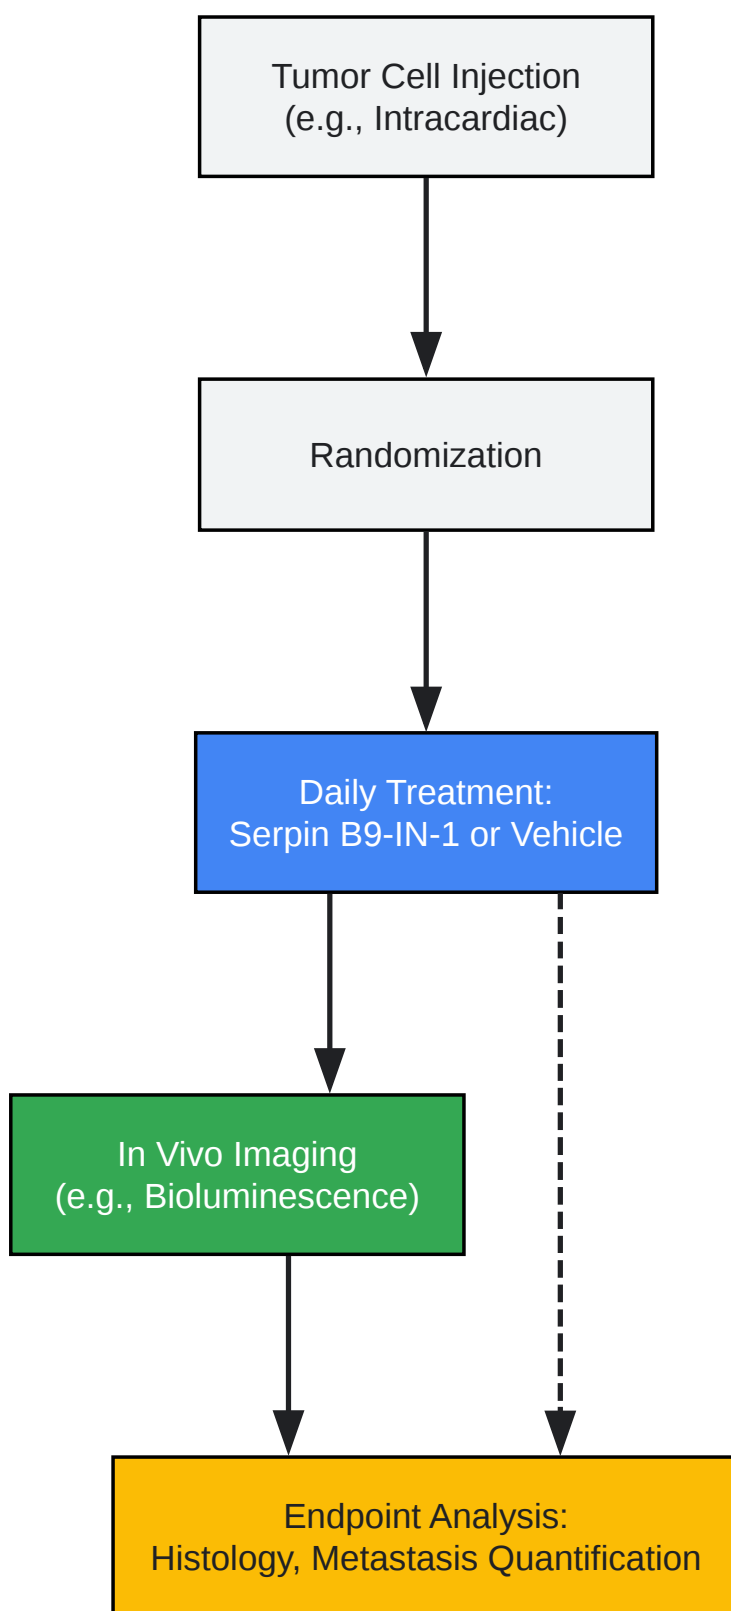 Tumor Cell Injection
(e.g., Intracardiac)
Randomization
Daily Treatment:
Serpin B9-IN-1 or Vehicle
In Vivo Imaging
(e.g., Bioluminescence)
Endpoint Analysis:
Histology, Metastasis Quantification